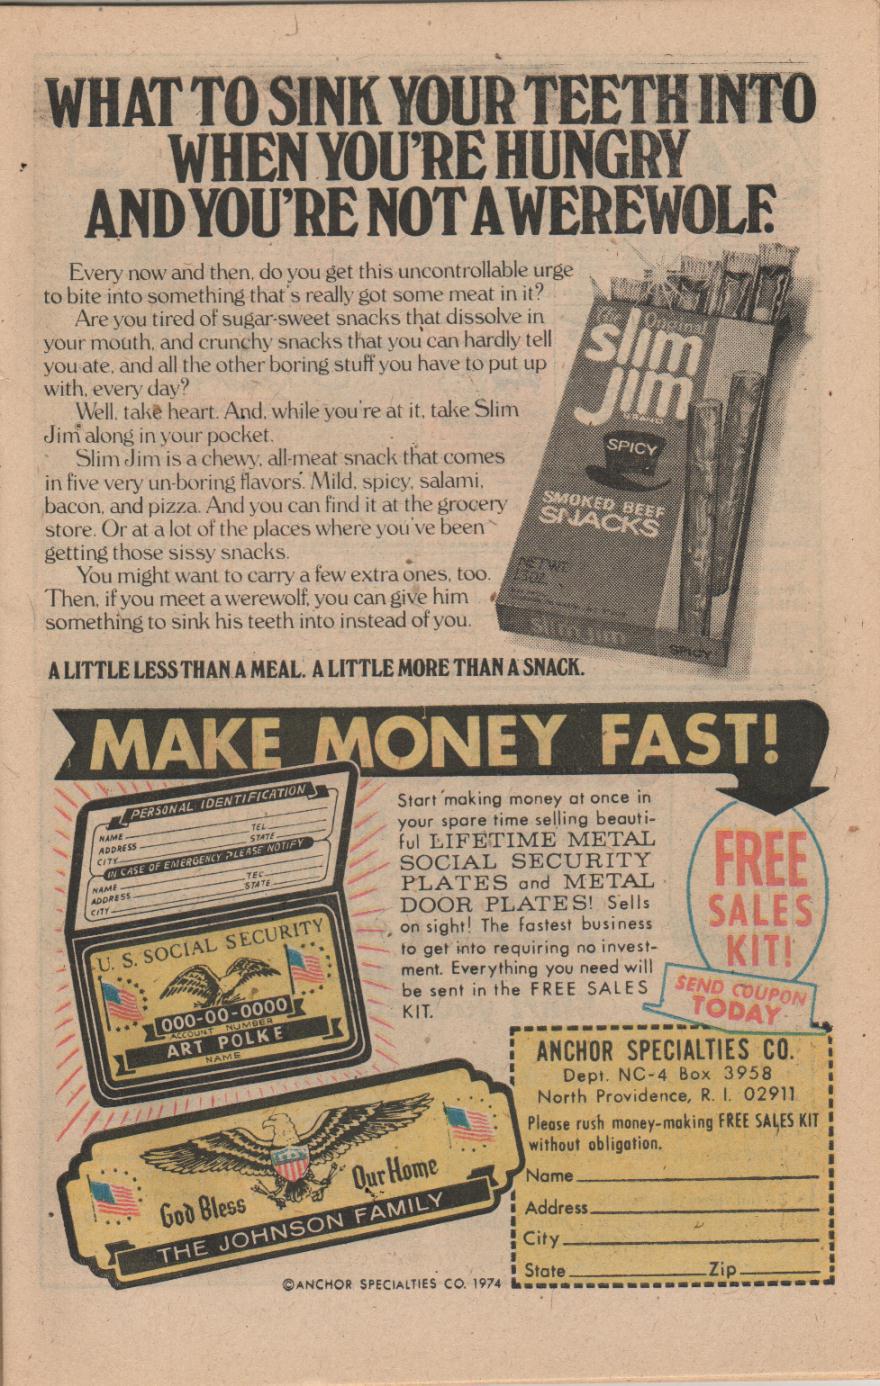 WHAT TO SINK YOUR TEETH INTO
WHEN YOU'RE HUNGRY
AND YOU'RE NOT A WEREWOLF.
Every now and then, do you get this uncontrollable urge
to bite into something that's really got some meat in it?
Are you tired of sugar-sweet snacks that dissolve in
your mouth, and crunchy snacks that you can hardly tell
you ate, and all the other boring stuff you have to put up
with, every day?
Well, take heart. And, while you're at it, take Slim
Jim® along in your pocket.
Slim Jim is a chewy, all-meat snack that comes
in five very un-boring flavors. Mild, spicy, salami,
bacon, and pizza. And you can find it at the grocery
store. Or at a lot of the places where you've been
getting those sissy snacks.
You might want to carry a few extra ones, too.
Then, if you meet a werewolf, you can give him
something to sink his teeth into instead of you.
A LITTLE LESS THAN A MEAL. A LITTLE MORE THAN A SNACK.
The Original
slim
jim
BRAND
SPICY
SMOKED BEEF
SNACKS
NET WT.
slim jim
SPICY
MAKE MONEY FAST!
PERSONAL IDENTIFICATION
NAME TEL.
ADDRESS STATE
CITY
IN CASE OF EMERGENCY PLEASE NOTIFY
NAME TEL.
ADDRESS STATE
CITY
U. S. SOCIAL SECURITY
000-00-0000
ACCOUNT NUMBER
ART POLKE
NAME
Start making money at once in
your spare time selling beauti-
ful LIFETIME METAL
SOCIAL SECURITY
PLATES and METAL
DOOR PLATES! Sells
on sight! The fastest business
to get into requiring no invest-
ment. Everything you need will
be sent in the FREE SALES
KIT.
FREE
SALES
KIT!
SEND COUPON
TODAY
God Bless Our Home
THE JOHNSON FAMILY
©ANCHOR SPECIALTIES CO. 1974
ANCHOR SPECIALTIES CO.
Dept. NC-4 Box 3958
North Providence, R. I. 02911
Please rush money-making FREE SALES KIT
without obligation.
Name
Address
City
State Zip